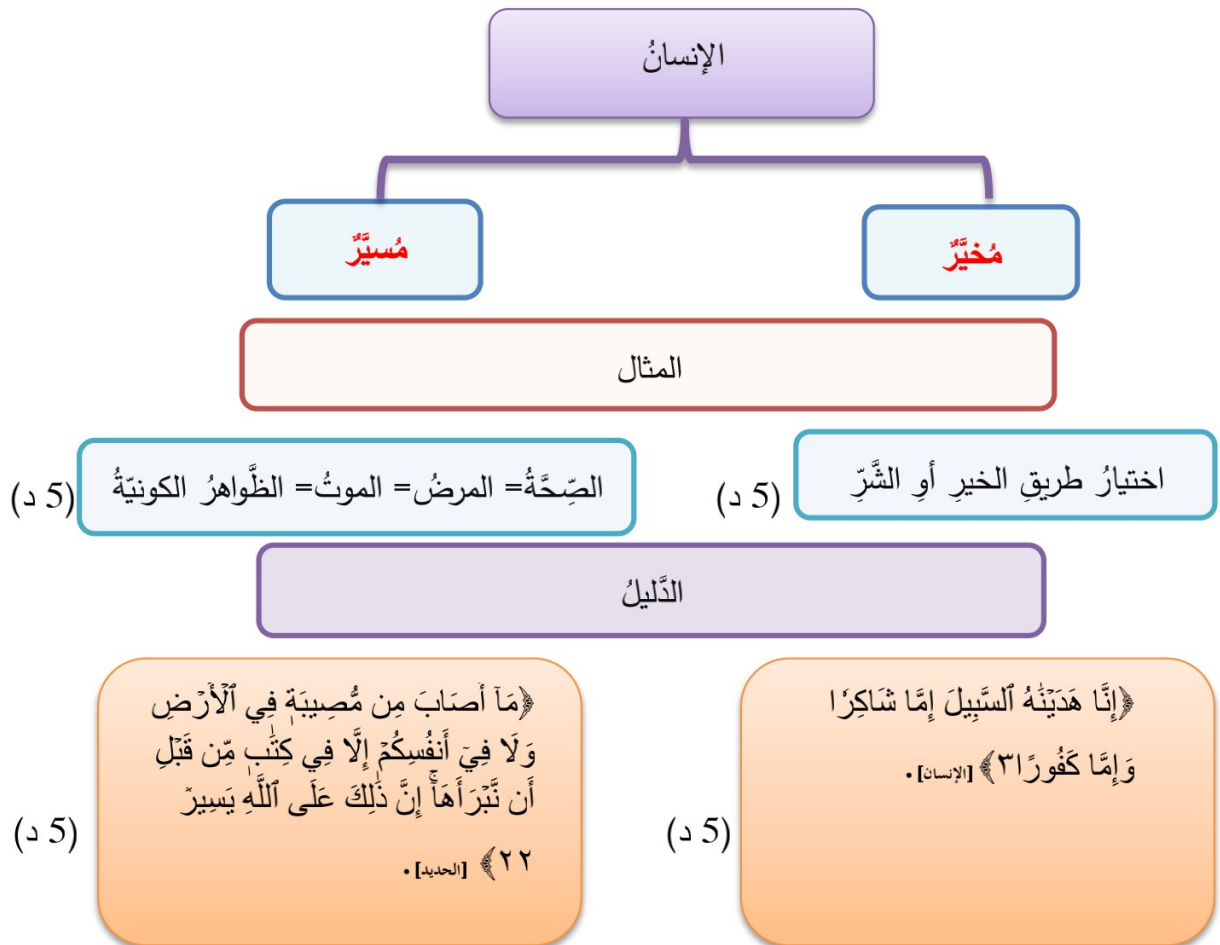 الإنسانُ
مُخيَّرٌ
مُسيَّرٌ
المثال
اختيارُ طريقِ الخيرِ أوِ الشَّرِّ
(5 د)
الصِّحَّةُ= المرضُ= الموتُ= الظَّواهرُ الكونيّةُ
(5 د)
الدَّليلُ
﴿إِنَّا هَدَيۡنَٰهُ ٱلسَّبِيلَ إِمَّا شَاكِرٗا
وَإِمَّا كَفُورًا٣﴾ [الإنسان].
(5 د)
﴿مَآ أَصَابَ مِن مُّصِيبَةٖ فِي ٱلۡأَرۡضِ
وَلَا فِيٓ أَنفُسِكُمۡ إِلَّا فِي كِتَٰبٖ مِّن قَبۡلِ
أَن نَّبۡرَأَهَآۚ إِنَّ ذَٰلِكَ عَلَى ٱللَّهِ يَسِيرٞ
٢٢﴾ [الحديد].
(5 د)